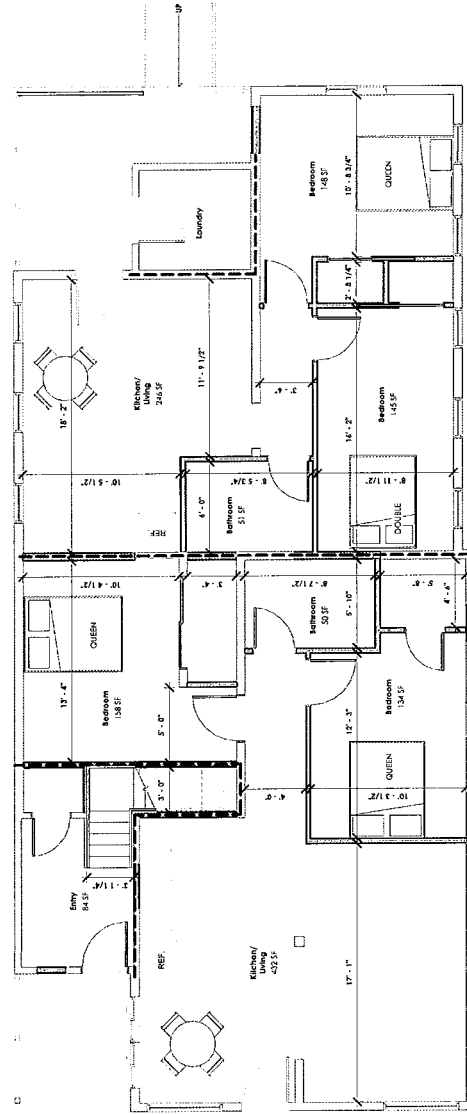 UP
Laundry
Bedroom
148 SF
10' - 8 3/4"
QUEEN
2' - 8 1/4"
18' - 2"
Kitchen/
Living
246 SF
11' - 9 1/2"
3' - 6"
16' - 2"
Bedroom
145 SF
10' - 5 1/2"
8' - 5 3/4"
8' - 11 1/2"
6' - 0"
Bathroom
51 SF
REF.
DOUBLE
10' - 4 1/2"
3' - 4"
8' - 7 1/2"
5' - 8"
4' - 6"
Bathroom
50 SF
5' - 10"
QUEEN
13' - 4"
Bedroom
158 SF
5' - 0"
12' - 3"
Bedroom
134 SF
QUEEN
10' - 3 1/2"
4' - 0"
3' - 0"
3' - 1 1/4"
Entry
84 SF
REF.
Kitchen/
Living
432 SF
17' - 1"